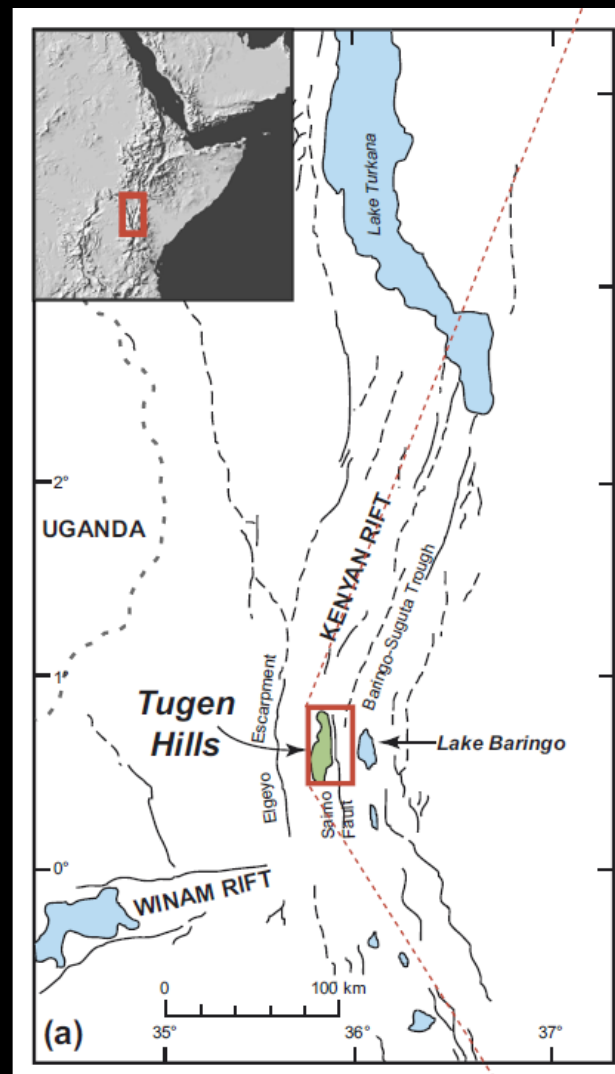 Lake Turkana
2°
UGANDA
KENYAN RIFT
Baringo-Suguta Trough
1°
Tugen
Hills
Escarpment
Elgeyo
Lake Baringo
Saimo
Fault
0°
WINAM RIFT
0
100 km
(a)
35°
36°
37°